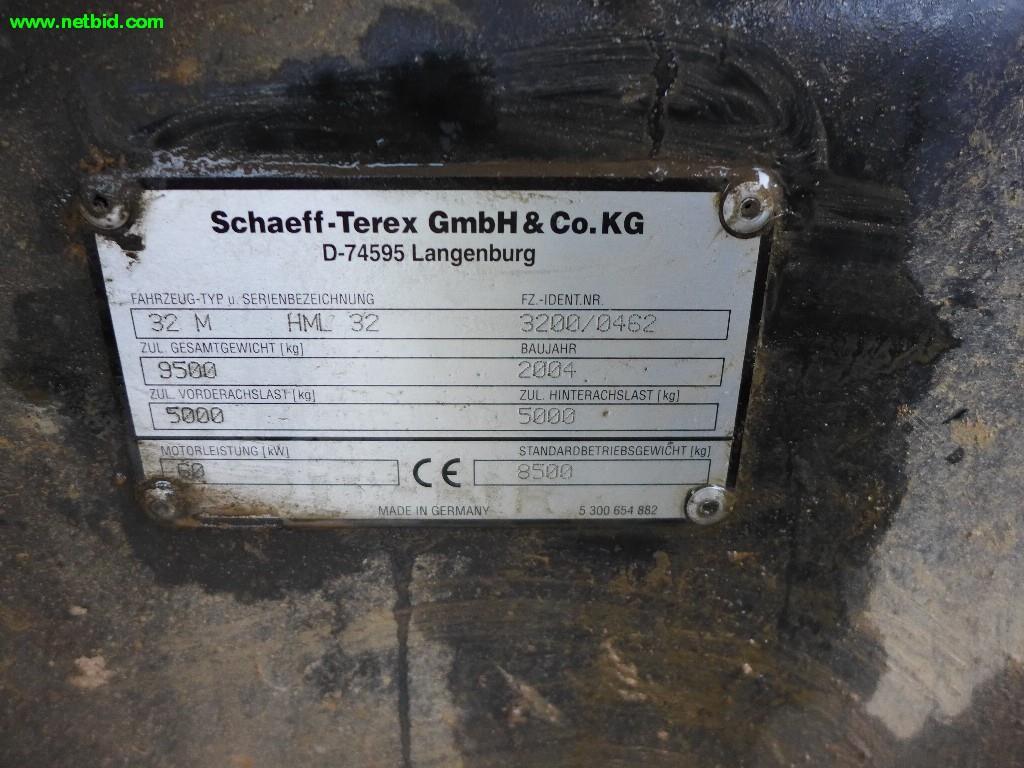 www.netbid.com
Schaeff-Terex GmbH & Co. KG
D-74595 Langenburg
FAHRZEUG-TYP u. SERIENBEZEICHNUNG FZ.-IDENT.NR.
32 M HML 32 3200/0462
ZUL. GESAMTGEWICHT [kg] BAUJAHR
9500 2004
ZUL. VORDERACHSLAST [kg] ZUL. HINTERACHSLAST [kg]
5000 5000
MOTORLEISTUNG [kW] STANDARDBETRIEBSGEWICHT [kg]
CE 8500
MADE IN GERMANY 5 300 654 882